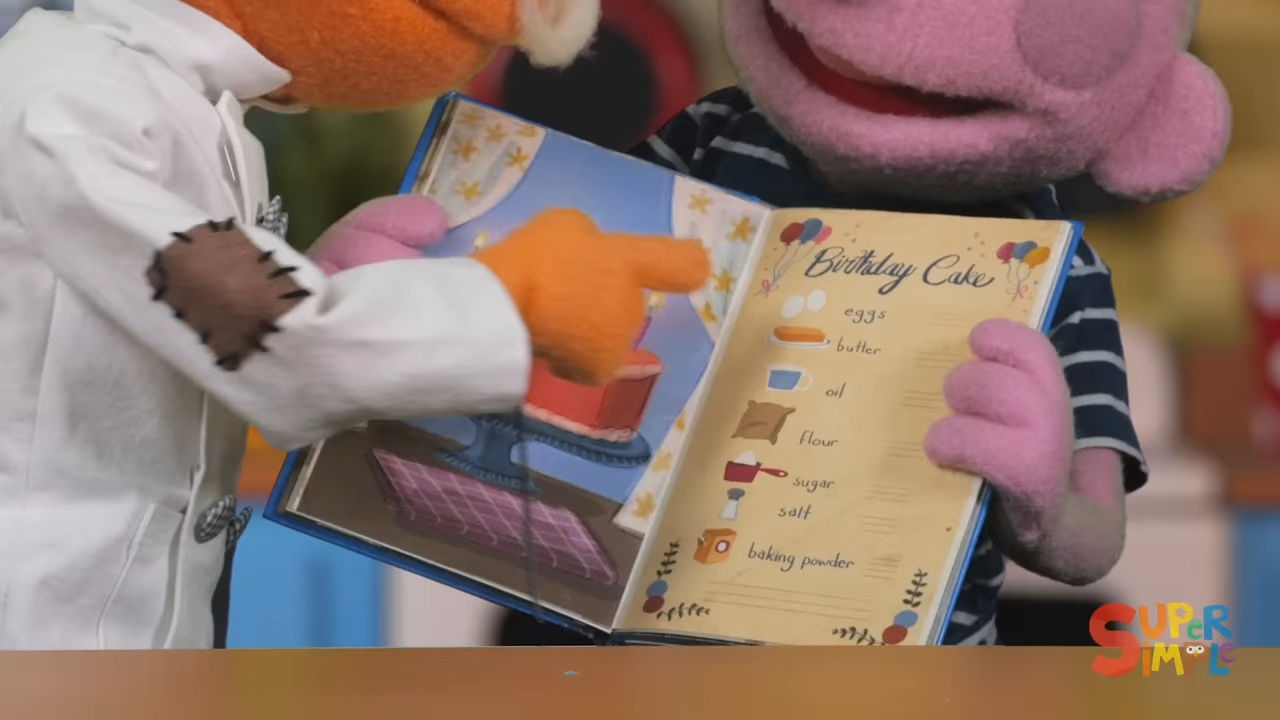 Birthday Cake
eggs
butter
oil
flour
sugar
salt
baking powder
SUPER
SIMPLE